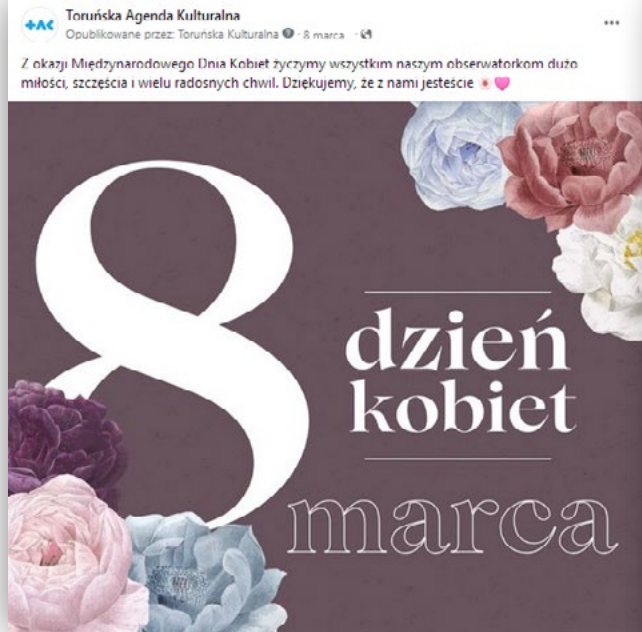 TAK
Toruńska Agenda Kulturalna
Opublikowane przez: Toruńska Kulturalna · 8 marca ·
Z okazji Międzynarodowego Dnia Kobiet życzymy wszystkim naszym obserwatorkom dużo
miłości, szczęścia i wielu radosnych chwil. Dziękujemy, że z nami jesteście
8
dzień
kobiet
marca